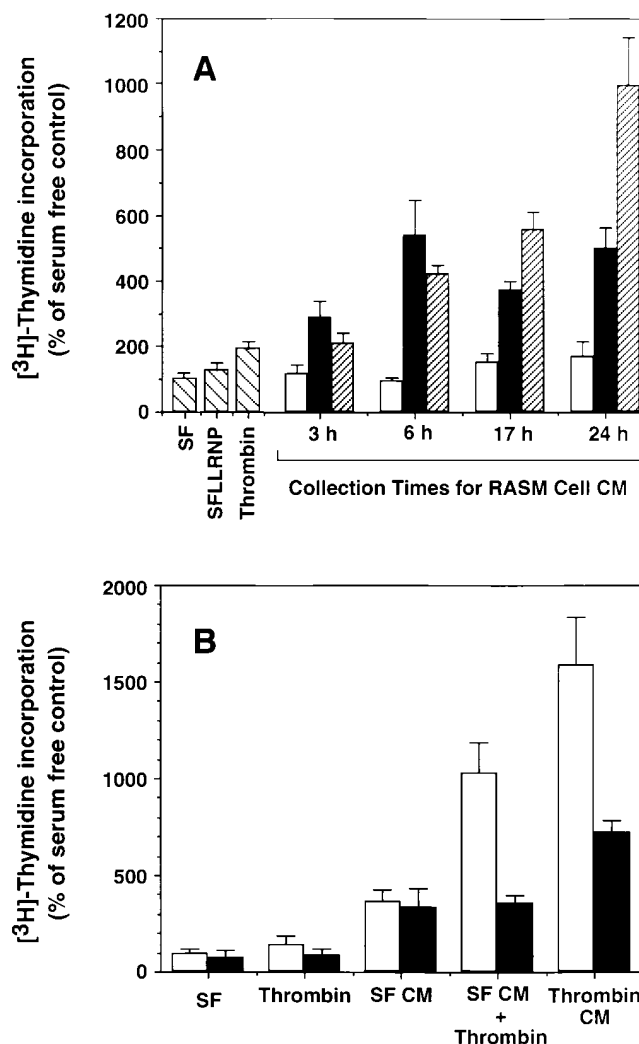 A
[³H]-Thymidine incorporation
(% of serum free control)
1200
1000
800
600
400
200
0
SF
SFLLRNP
Thrombin
3 h
6 h
17 h
24 h
Collection Times for RASM Cell CM
B
[³H]-Thymidine incorporation
(% of serum free control)
2000
1500
1000
500
0
SF
Thrombin
SF CM
SF CM
+
Thrombin
Thrombin
CM